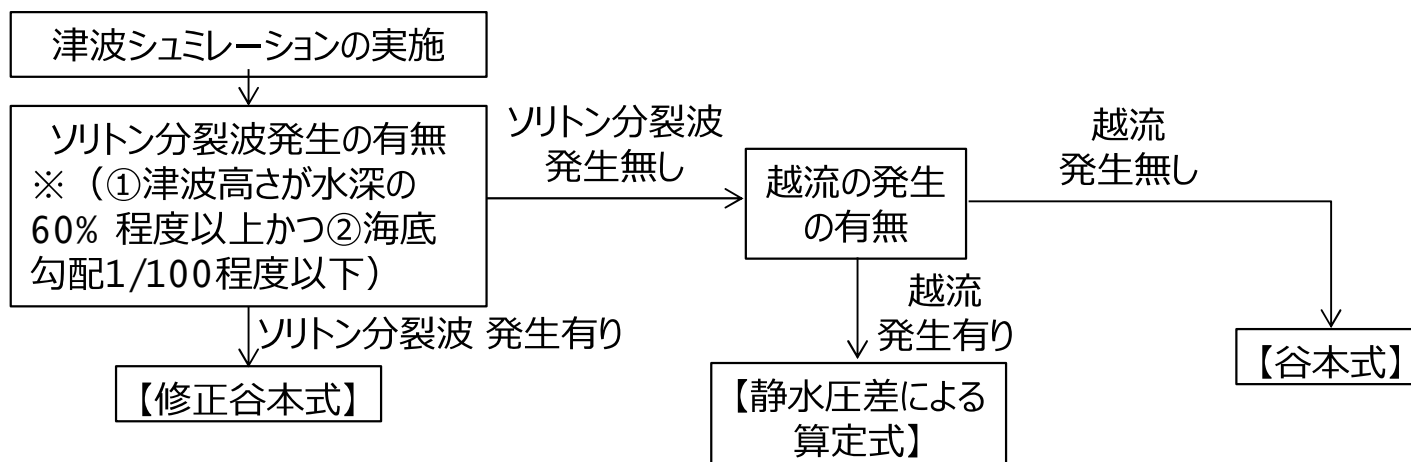 津波シュミレーションの実施
ソリトン分裂波発生の有無
※（①津波高さが水深の
60% 程度以上かつ②海底
勾配1/100程度以下）
ソリトン分裂波
発生無し
越流の発生
の有無
越流
発生無し
ソリトン分裂波 発生有り
越流
発生有り
【修正谷本式】
【静水圧差による
算定式】
【谷本式】